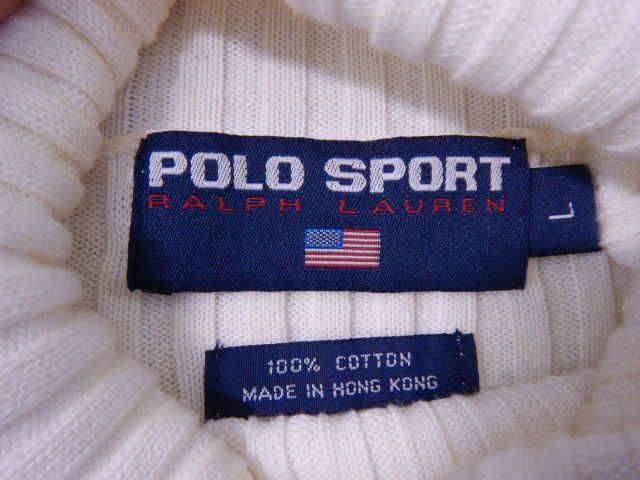 POLO SPORT
RALPH LAUREN
L
100% COTTON
MADE IN HONG KONG